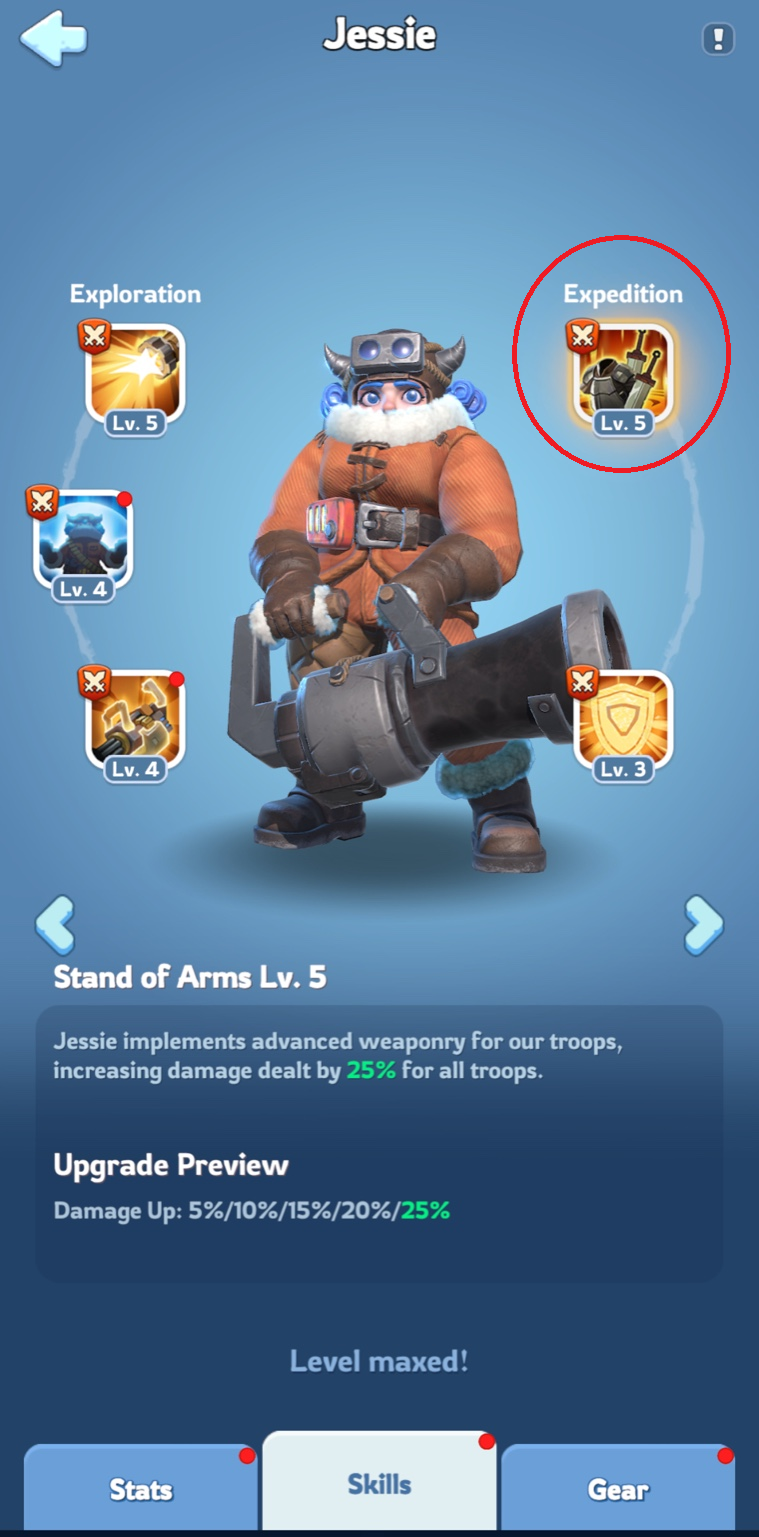 Jessie
Exploration
Expedition
Lv. 5
Lv. 5
Lv. 4
Lv. 4
Lv. 3
Stand of Arms Lv. 5
Jessie implements advanced weaponry for our troops,
increasing damage dealt by 25% for all troops.
Upgrade Preview
Damage Up: 5%/10%/15%/20%/25%
Level maxed!
Stats
Skills
Gear